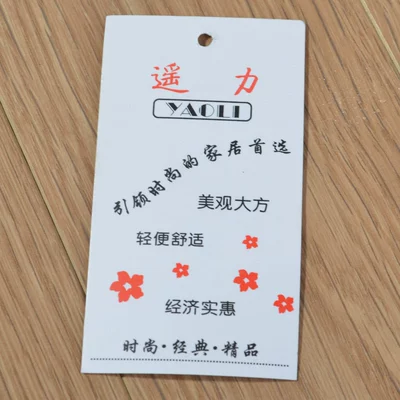 遥力
YAOLI
引领时尚的家居首选
美观大方
轻便舒适
经济实惠
时尚·经典·精品